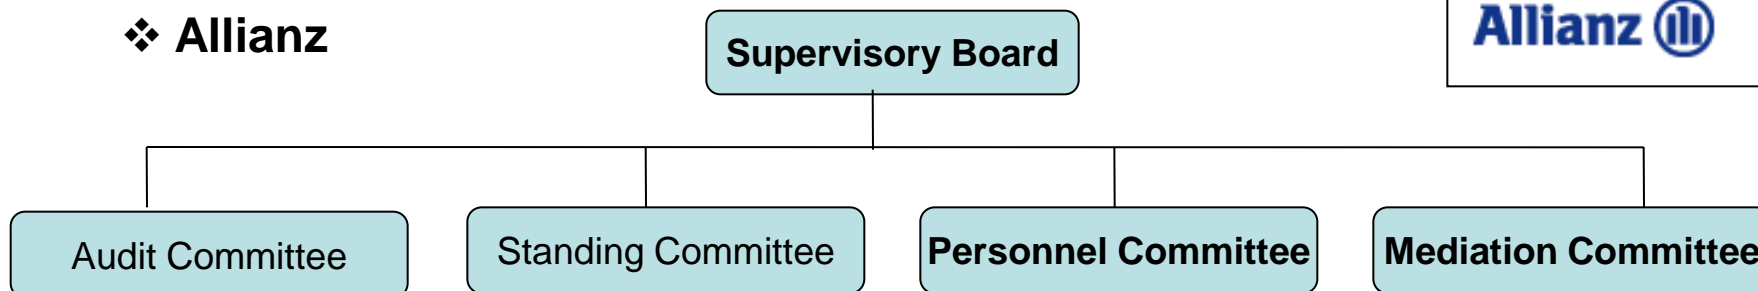 ❖ Allianz
Allianz
Supervisory Board
Audit Committee
Standing Committee
Personnel Committee
Mediation Committee